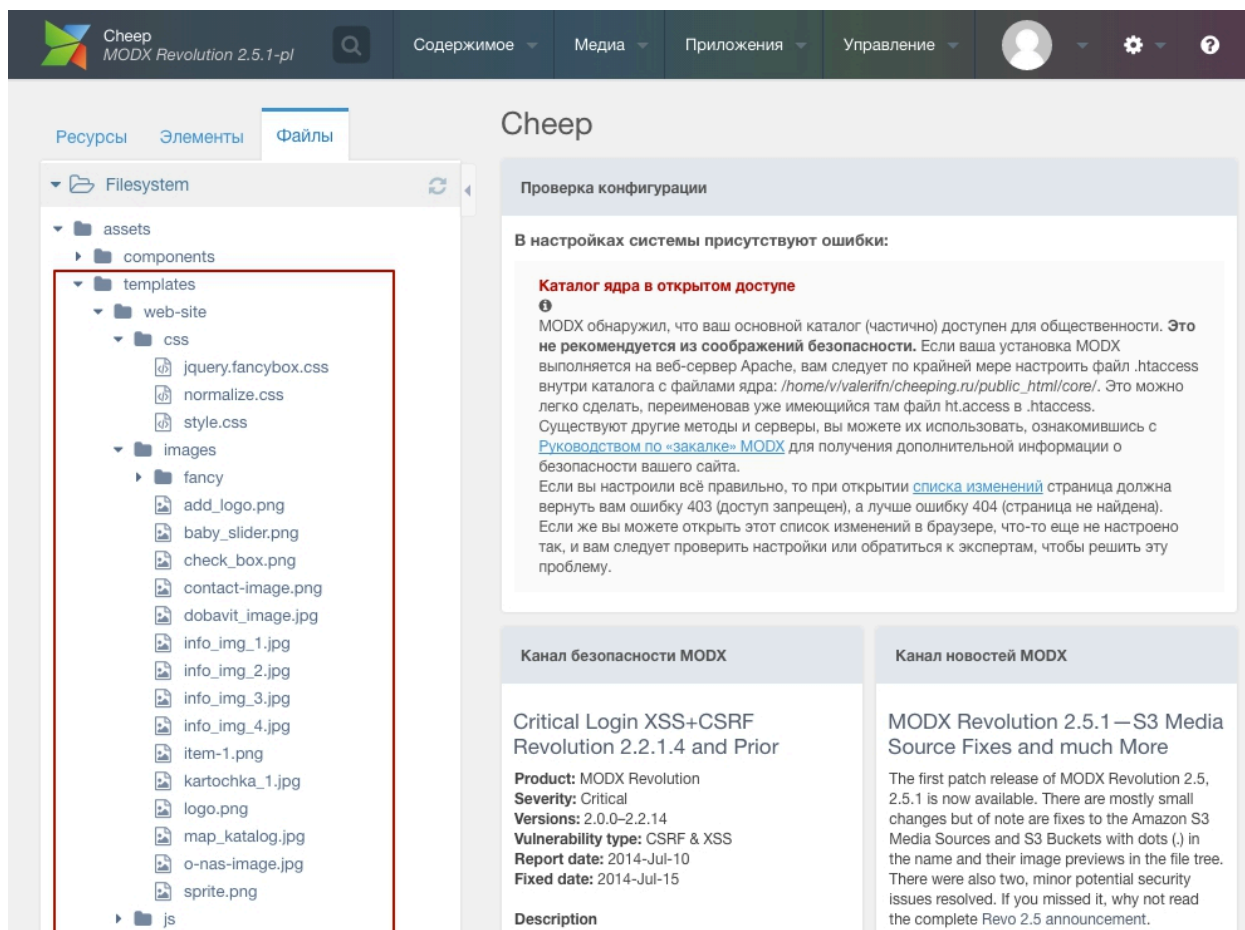 Cheep
MODX Revolution 2.5.1-pl
Содержимое
Медиа
Приложения
Управление
Ресурсы
Элементы
Файлы
Filesystem
assets
components
templates
web-site
css
jquery.fancybox.css
normalize.css
style.css
images
fancy
add_logo.png
baby_slider.png
check_box.png
contact-image.png
dobavit_image.jpg
info_img_1.jpg
info_img_2.jpg
info_img_3.jpg
info_img_4.jpg
item-1.png
kartochka_1.jpg
logo.png
map_katalog.jpg
o-nas-image.jpg
sprite.png
js
Cheep
Проверка конфигурации
В настройках системы присутствуют ошибки:
Каталог ядра в открытом доступе
MODX обнаружил, что ваш основной каталог (частично) доступен для общественности. Это
не рекомендуется из соображений безопасности. Если ваша установка MODX
выполняется на веб-сервер Apache, вам следует по крайней мере настроить файл .htaccess
внутри каталога с файлами ядра: /home/v/valerifn/cheeping.ru/public_html/core/. Это можно
легко сделать, переименовав уже имеющийся там файл ht.access в .htaccess.
Существуют другие методы и серверы, вы можете их использовать, ознакомившись с
Руководством по «закалке» MODX для получения дополнительной информации о
безопасности вашего сайта.
Если вы настроили всё правильно, то при открытии списка изменений страница должна
вернуть вам ошибку 403 (доступ запрещен), а лучше ошибку 404 (страница не найдена).
Если же вы можете открыть этот список изменений в браузере, что-то еще не настроено
так, и вам следует проверить настройки или обратиться к экспертам, чтобы решить эту
проблему.
Канал безопасности MODX
Critical Login XSS+CSRF
Revolution 2.2.1.4 and Prior
Product: MODX Revolution
Severity: Critical
Versions: 2.0.0–2.2.14
Vulnerability type: CSRF & XSS
Report date: 2014-Jul-10
Fixed date: 2014-Jul-15
Description
Канал новостей MODX
MODX Revolution 2.5.1—S3 Media
Source Fixes and much More
The first patch release of MODX Revolution 2.5,
2.5.1 is now available. There are mostly small
changes but of note are fixes to the Amazon S3
Media Sources and S3 Buckets with dots (.) in
the name and their image previews in the file tree.
There were also two, minor potential security
issues resolved. If you missed it, why not read
the complete Revo 2.5 announcement.